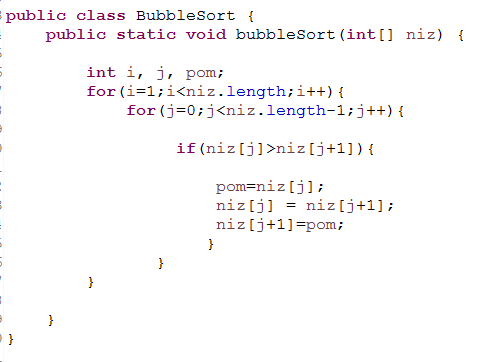 public class BubbleSort {
public static void bubbleSort(int[] niz) {
int i, j, pom;
for(i=1;i<niz.length;i++){
for(j=0;j<niz.length-1;j++){
if(niz[j]>niz[j+1]){
pom=niz[j];
niz[j] = niz[j+1];
niz[j+1]=pom;
}
}
}
}
}